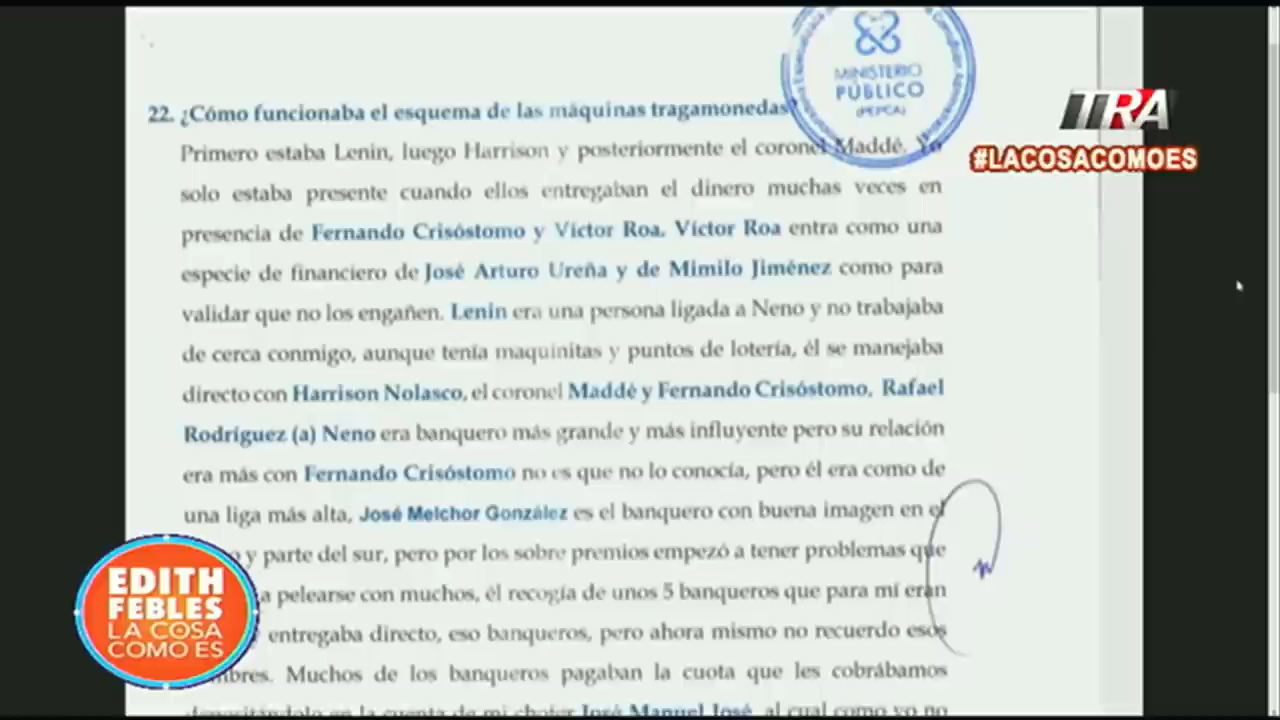 MINISTERIO
PÚBLICO
(PEPCA)
TRA
#LACOSACOMOES
22. ¿Cómo funcionaba el esquema de las máquinas tragamonedas?
Primero estaba Lenin, luego Harrison y posteriormente el coronel Maddé. Yo
solo estaba presente cuando ellos entregaban el dinero muchas veces en
presencia de Fernando Crisóstomo y Víctor Roa. Víctor Roa entra como una
especie de financiero de José Arturo Ureña y de Mimilo Jiménez como para
validar que no los engañen. Lenin era una persona ligada a Neno y no trabajaba
de cerca conmigo, aunque tenía maquinitas y puntos de lotería, él se manejaba
directo con Harrison Nolasco, el coronel Maddé y Fernando Crisóstomo, Rafael
Rodríguez (a) Neno era banquero más grande y más influyente pero su relación
era más con Fernando Crisóstomo no es que no lo conocía, pero él era como de
una liga más alta, José Melchor González es el banquero con buena imagen en el
y parte del sur, pero por los sobre premios empezó a tener problemas que
a pelearse con muchos, él recogía de unos 5 banqueros que para mí eran
entregaba directo, eso banqueros, pero ahora mismo no recuerdo esos
mbres. Muchos de los banqueros pagaban la cuota que les cobrábamos
depositándolo en la cuenta de mi chofer José Manuel José, al cual como yo no
EDITH
FEBLES
LA COSA
COMO ES